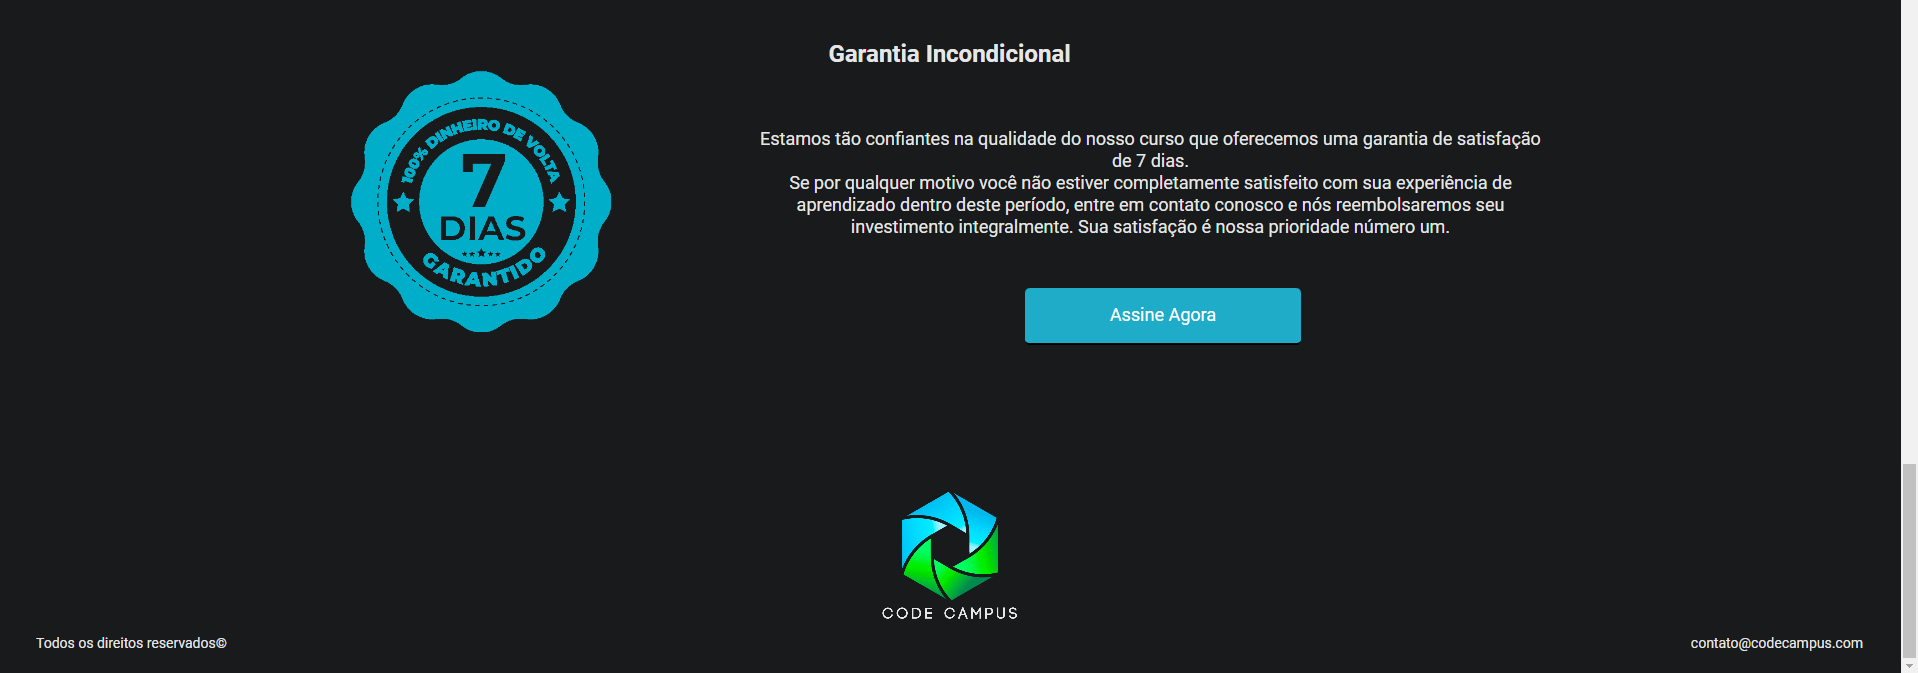 Garantia Incondicional
100% DINHEIRO DE VOLTA
7
DIAS
GARANTIDO
Estamos tão confiantes na qualidade do nosso curso que oferecemos uma garantia de satisfação
de 7 dias.
Se por qualquer motivo você não estiver completamente satisfeito com sua experiência de
aprendizado dentro deste período, entre em contato conosco e nós reembolsaremos seu
investimento integralmente. Sua satisfação é nossa prioridade número um.
Assine Agora
CODE CAMPUS
Todos os direitos reservados©
contato@codecampus.com